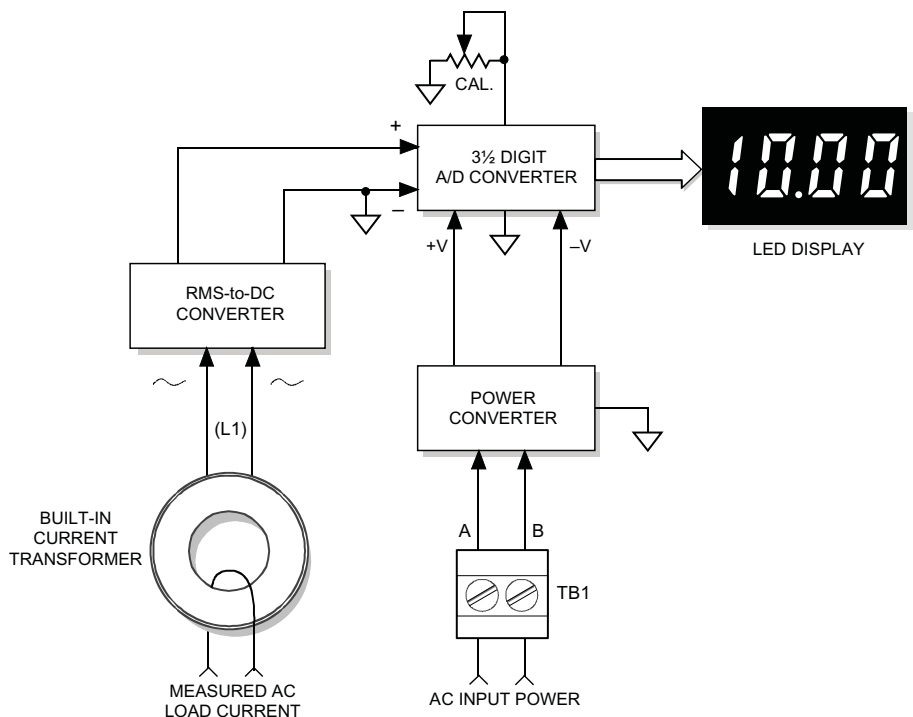 CAL.
+
3½ DIGIT
A/D CONVERTER
–
10.00
LED DISPLAY
+V
–V
RMS-to-DC
CONVERTER
POWER
CONVERTER
(L1)
BUILT-IN
CURRENT
TRANSFORMER
A
B
TB1
MEASURED AC
LOAD CURRENT
AC INPUT POWER